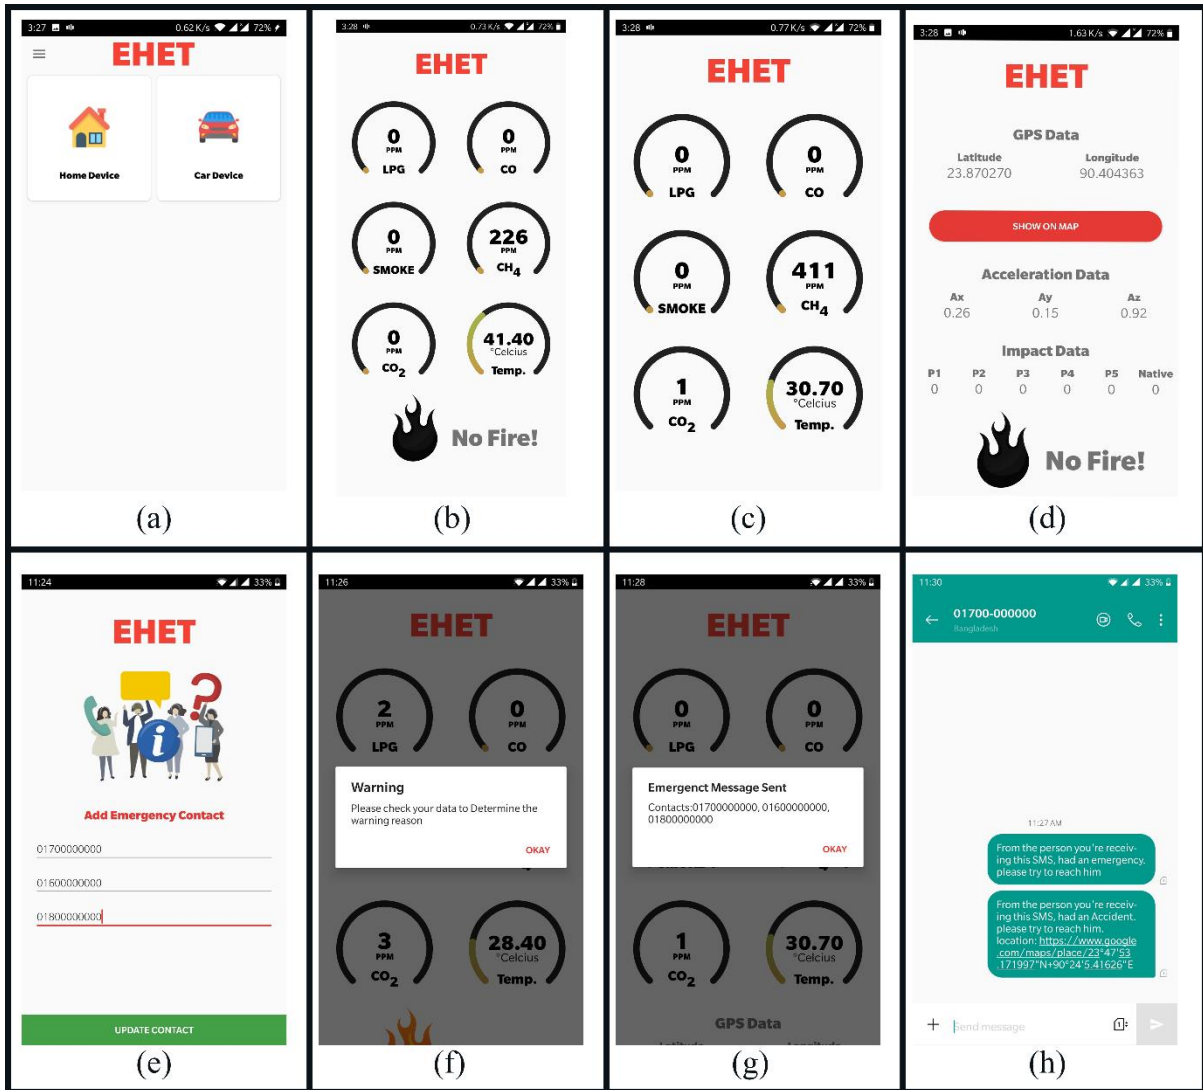 3:27 0.62 K/s 72%
EHET
Home Device Car Device
(a)
3:28 0.73 K/s 72%
EHET
0 0
PPM PPM
LPG CO
0 226
PPM PPM
SMOKE CH4
0 41.40
PPM °Celcius
CO2 Temp.
No Fire!
(b)
3:28 0.77 K/s 72%
EHET
0 0
PPM PPM
LPG CO
0 411
PPM PPM
SMOKE CH4
1 30.70
PPM °Celcius
CO2 Temp.
No Fire!
(c)
3:28 1.63 K/s 72%
EHET
GPS Data
Latitude Longitude
23.870270 90.404363
SHOW ON MAP
Acceleration Data
Ax Ay Az
0.26 0.15 0.92
Impact Data
P1 P2 P3 P4 P5 Native
0 0 0 0 0 0
No Fire!
(d)
11:24 33%
EHET
i ?
Add Emergency Contact
01700000000
01600000000
01800000000
UPDATE CONTACT
(e)
11:26 33%
EHET
2 0
PPM PPM
LPG CO
Warning
Please check your data to Determine the
warning reason
OKAY
3 28.40
PPM °Celcius
CO2 Temp.
(f)
11:28 33%
EHET
0 0
PPM PPM
LPG CO
Emergenct Message Sent
Contacts:01700000000, 01600000000,
01800000000
OKAY
1 30.70
PPM °Celcius
CO2 Temp.
GPS Data
(g)
11:30 33%
01700-000000
Bangladesh
11:27 AM
From the person you're receiv-
ing this SMS, had an emergency.
please try to reach him
From the person you're receiv-
ing this SMS, had an Accident.
please try to reach him.
location: https://www.google
.com/maps/place/23°47'53
.171997"N+90°24'5.41626"E
Send message 1
(h)